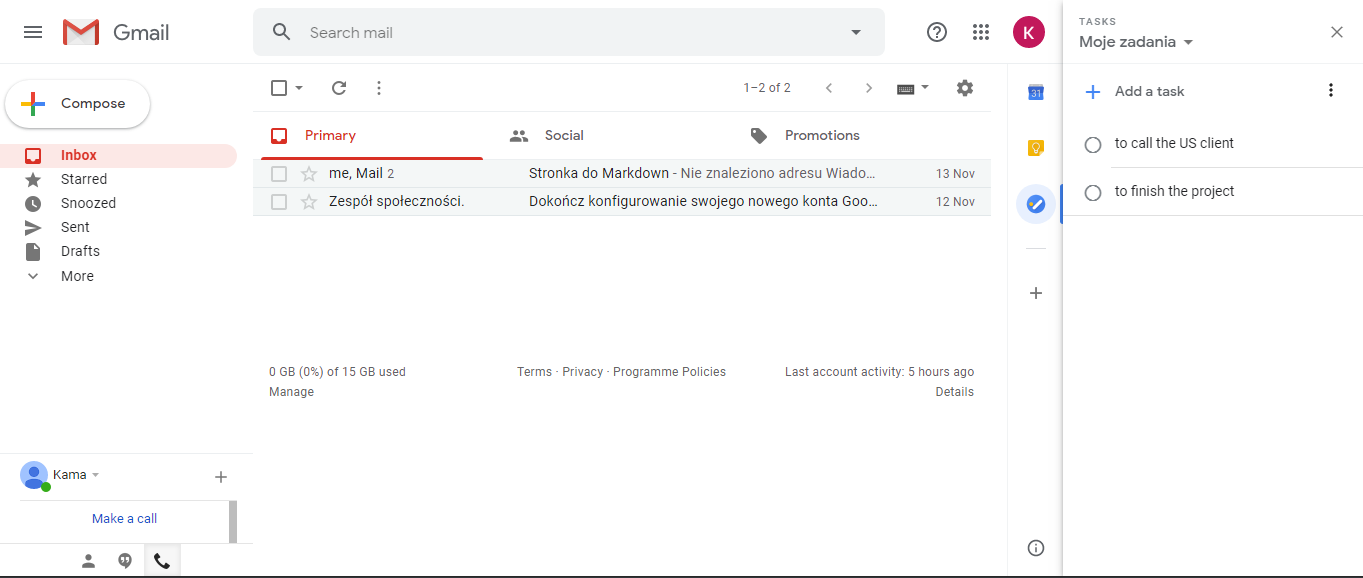 Gmail
Search mail
K
TASKS
Moje zadania
Compose
1–2 of 2
31
Add a task
Primary
Social
Promotions
Inbox
Starred
Snoozed
Sent
Drafts
More
me, Mail 2 Stronka do Markdown - Nie znaleziono adresu Wiado… 13 Nov
Zespół społeczności. Dokończ konfigurowanie swojego nowego konta Goo… 12 Nov
to call the US client
to finish the project
0 GB (0%) of 15 GB used
Manage
Terms · Privacy · Programme Policies
Last account activity: 5 hours ago
Details
Kama
Make a call